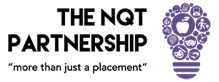 THE NQT
PARTNERSHIP
"more than just a placement"